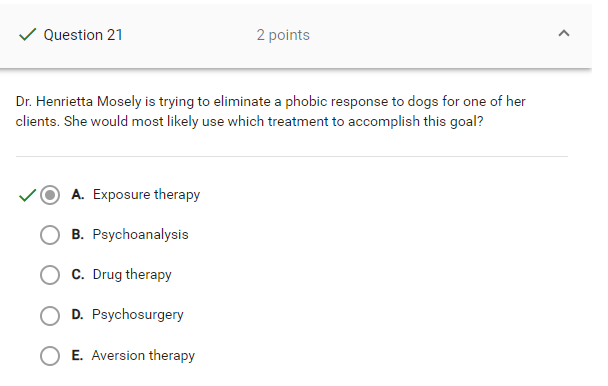 Question 21 2 points
Dr. Henrietta Mosely is trying to eliminate a phobic response to dogs for one of her
clients. She would most likely use which treatment to accomplish this goal?
A. Exposure therapy
B. Psychoanalysis
C. Drug therapy
D. Psychosurgery
E. Aversion therapy